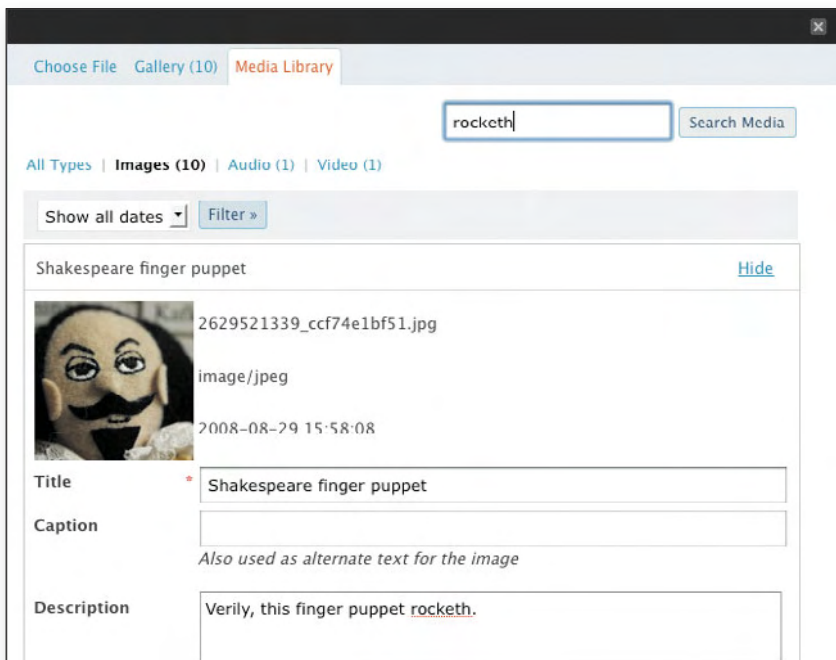 Choose File Gallery (10) Media Library
rocketh Search Media
All Types | Images (10) | Audio (1) | Video (1)
Show all dates Filter »
Shakespeare finger puppet Hide
2629521339_ccf74e1bf51.jpg
image/jpeg
2008-08-29 15:58:08
Title * Shakespeare finger puppet
Caption
Also used as alternate text for the image
Description Verily, this finger puppet rocketh.